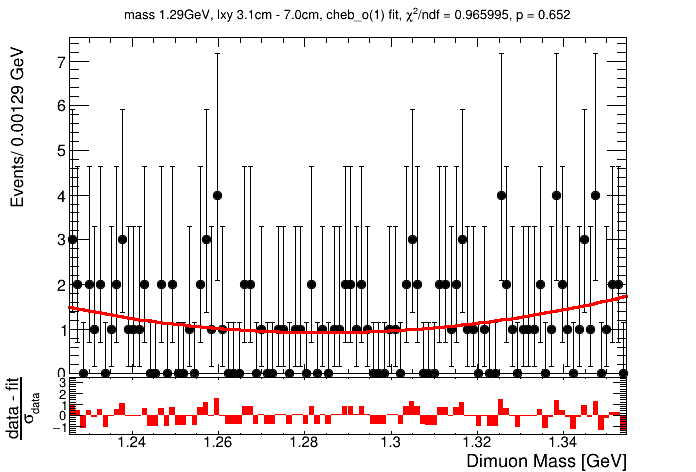 mass 1.29GeV, lxy 3.1cm - 7.0cm, cheb_o(1) fit, χ²/ndf = 0.965995, p = 0.652
Events/ 0.00129 GeV
7
6
5
4
3
2
1
0
data - fit
σdata
3
2
1
0
−1
1.24 1.26 1.28 1.3 1.32 1.34
Dimuon Mass [GeV]